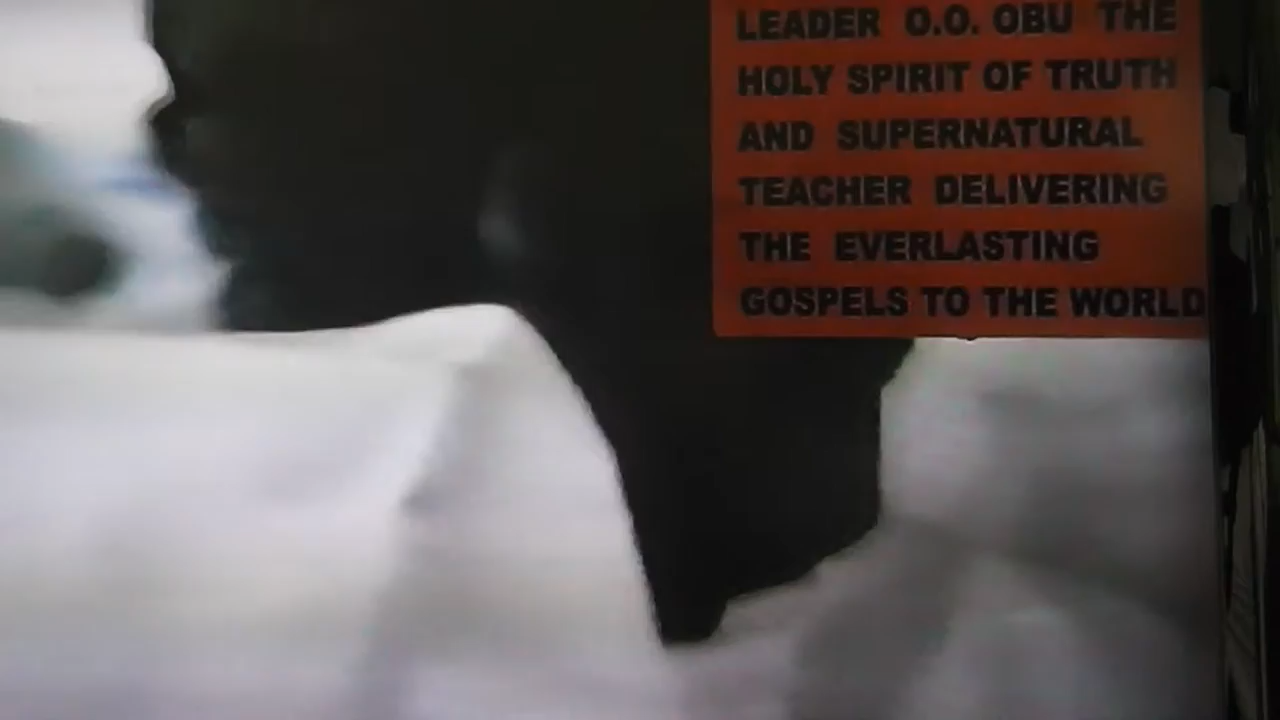 LEADER O.O. OBU THE
HOLY SPIRIT OF TRUTH
AND SUPERNATURAL
TEACHER DELIVERING
THE EVERLASTING
GOSPELS TO THE WORLD